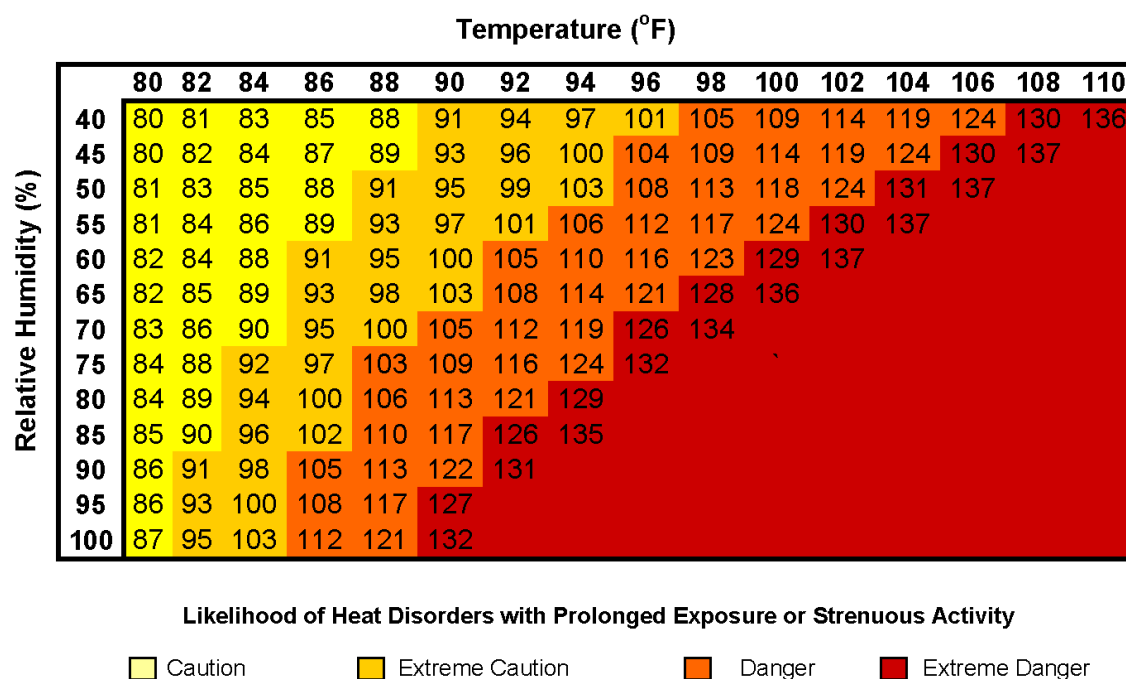 Temperature (°F)
80 82 84 86 88 90 92 94 96 98 100 102 104 106 108 110
Relative Humidity (%)
40 80 81 83 85 88 91 94 97 101 105 109 114 119 124 130 136
45 80 82 84 87 89 93 96 100 104 109 114 119 124 130 137
50 81 83 85 88 91 95 99 103 108 113 118 124 131 137
55 81 84 86 89 93 97 101 106 112 117 124 130 137
60 82 84 88 91 95 100 105 110 116 123 129 137
65 82 85 89 93 98 103 108 114 121 128 136
70 83 86 90 95 100 105 112 119 126 134
75 84 88 92 97 103 109 116 124 132
80 84 89 94 100 106 113 121 129
85 85 90 96 102 110 117 126 135
90 86 91 98 105 113 122 131
95 86 93 100 108 117 127
100 87 95 103 112 121 132
Likelihood of Heat Disorders with Prolonged Exposure or Strenuous Activity
Caution Extreme Caution Danger Extreme Danger